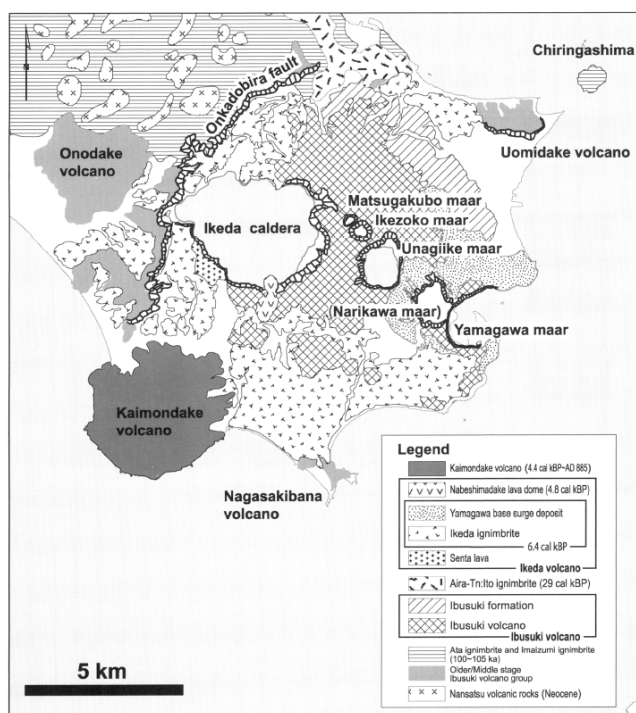 Chiringashima
Onkadobira fault
Onodake
volcano
Uomidake volcano
Matsugakubo maar
Ikezoko maar
Ikeda caldera
Unagiike maar
(Narikawa maar)
Yamagawa maar
Kaimondake
volcano
Nagasakibana
volcano
Legend
Kaimondake volcano (4.4 cal kBP~AD 885)
Nabeshimadake lava dome (4.8 cal kBP)
Yamagawa base surge deposit
Ikeda ignimbrite
6.4 cal kBP
Senta lava
Ikeda volcano
Aira-Tn:Ito ignimbrite (29 cal kBP)
Ibusuki formation
Ibusuki volcano
Ibusuki volcano
Ata ignimbrite and Imaizumi ignimbrite
(100~105 ka)
Older/Middle stage
Ibusuki volcano group
Nansatsu volcanic rocks (Neocene)
5 km